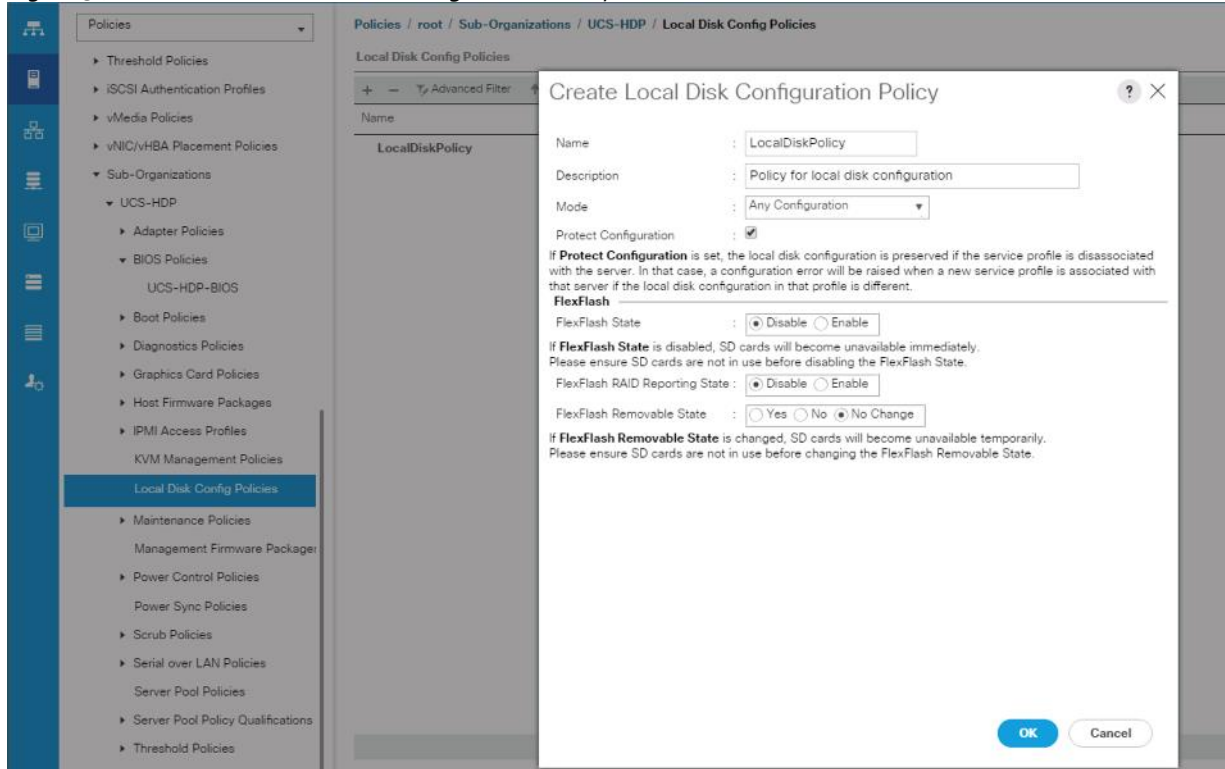 Policies
Threshold Policies
iSCSI Authentication Profiles
vMedia Policies
vNIC/vHBA Placement Policies
Sub-Organizations
UCS-HDP
Adapter Policies
BIOS Policies
UCS-HDP-BIOS
Boot Policies
Diagnostics Policies
Graphics Card Policies
Host Firmware Packages
IPMI Access Profiles
KVM Management Policies
Local Disk Config Policies
Maintenance Policies
Management Firmware Packages
Power Control Policies
Power Sync Policies
Scrub Policies
Serial over LAN Policies
Server Pool Policies
Server Pool Policy Qualifications
Threshold Policies
Policies / root / Sub-Organizations / UCS-HDP / Local Disk Config Policies
Local Disk Config Policies
+ − Advanced Filter
Name
LocalDiskPolicy
Create Local Disk Configuration Policy ? ×
Name : LocalDiskPolicy
Description : Policy for local disk configuration
Mode : Any Configuration
Protect Configuration :
If Protect Configuration is set, the local disk configuration is preserved if the service profile is disassociated
with the server. In that case, a configuration error will be raised when a new service profile is associated with
that server if the local disk configuration in that profile is different.
FlexFlash
FlexFlash State : Disable Enable
If FlexFlash State is disabled, SD cards will become unavailable immediately.
Please ensure SD cards are not in use before disabling the FlexFlash State.
FlexFlash RAID Reporting State : Disable Enable
FlexFlash Removable State : Yes No No Change
If FlexFlash Removable State is changed, SD cards will become unavailable temporarily.
Please ensure SD cards are not in use before changing the FlexFlash Removable State.
OK Cancel